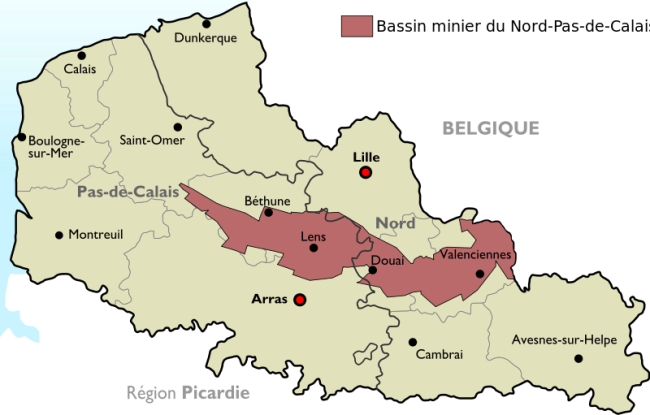 Bassin minier du Nord-Pas-de-Calais
Dunkerque
Calais
BELGIQUE
Boulogne-
sur-Mer
Saint-Omer
Lille
Pas-de-Calais
Béthune
Nord
Montreuil
Lens
Douai
Valenciennes
Arras
Avesnes-sur-Helpe
Cambrai
Région Picardie